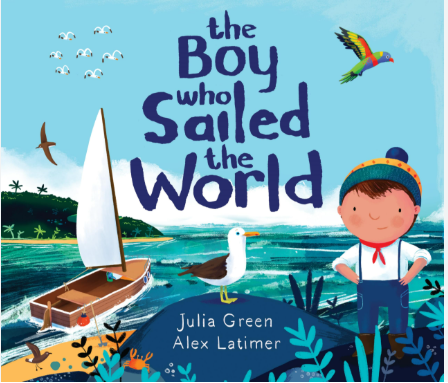 the
Boy
who
Sailed
the
World
Julia Green
Alex Latimer